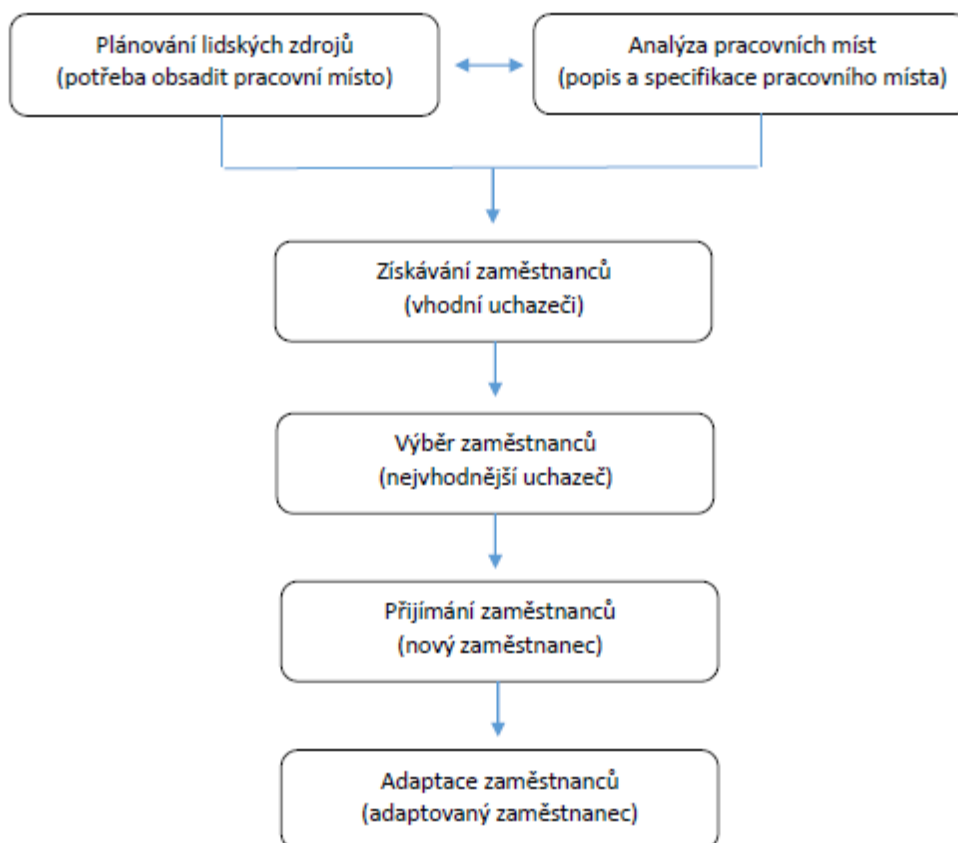 Plánování lidských zdrojů
(potřeba obsadit pracovní místo)
Analýza pracovních míst
(popis a specifikace pracovního místa)
Získávání zaměstnanců
(vhodní uchazeči)
Výběr zaměstnanců
(nejvhodnější uchazeč)
Přijímání zaměstnanců
(nový zaměstnanec)
Adaptace zaměstnanců
(adaptovaný zaměstnanec)